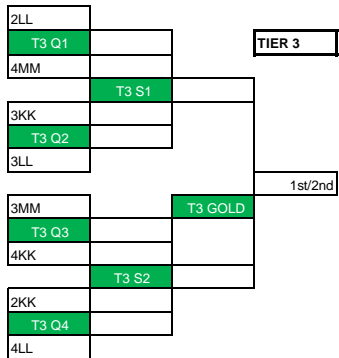 2LL
T3 Q1
TIER 3
4MM
T3 S1
3KK
T3 Q2
3LL
1st/2nd
3MM
T3 GOLD
T3 Q3
4KK
T3 S2
2KK
T3 Q4
4LL